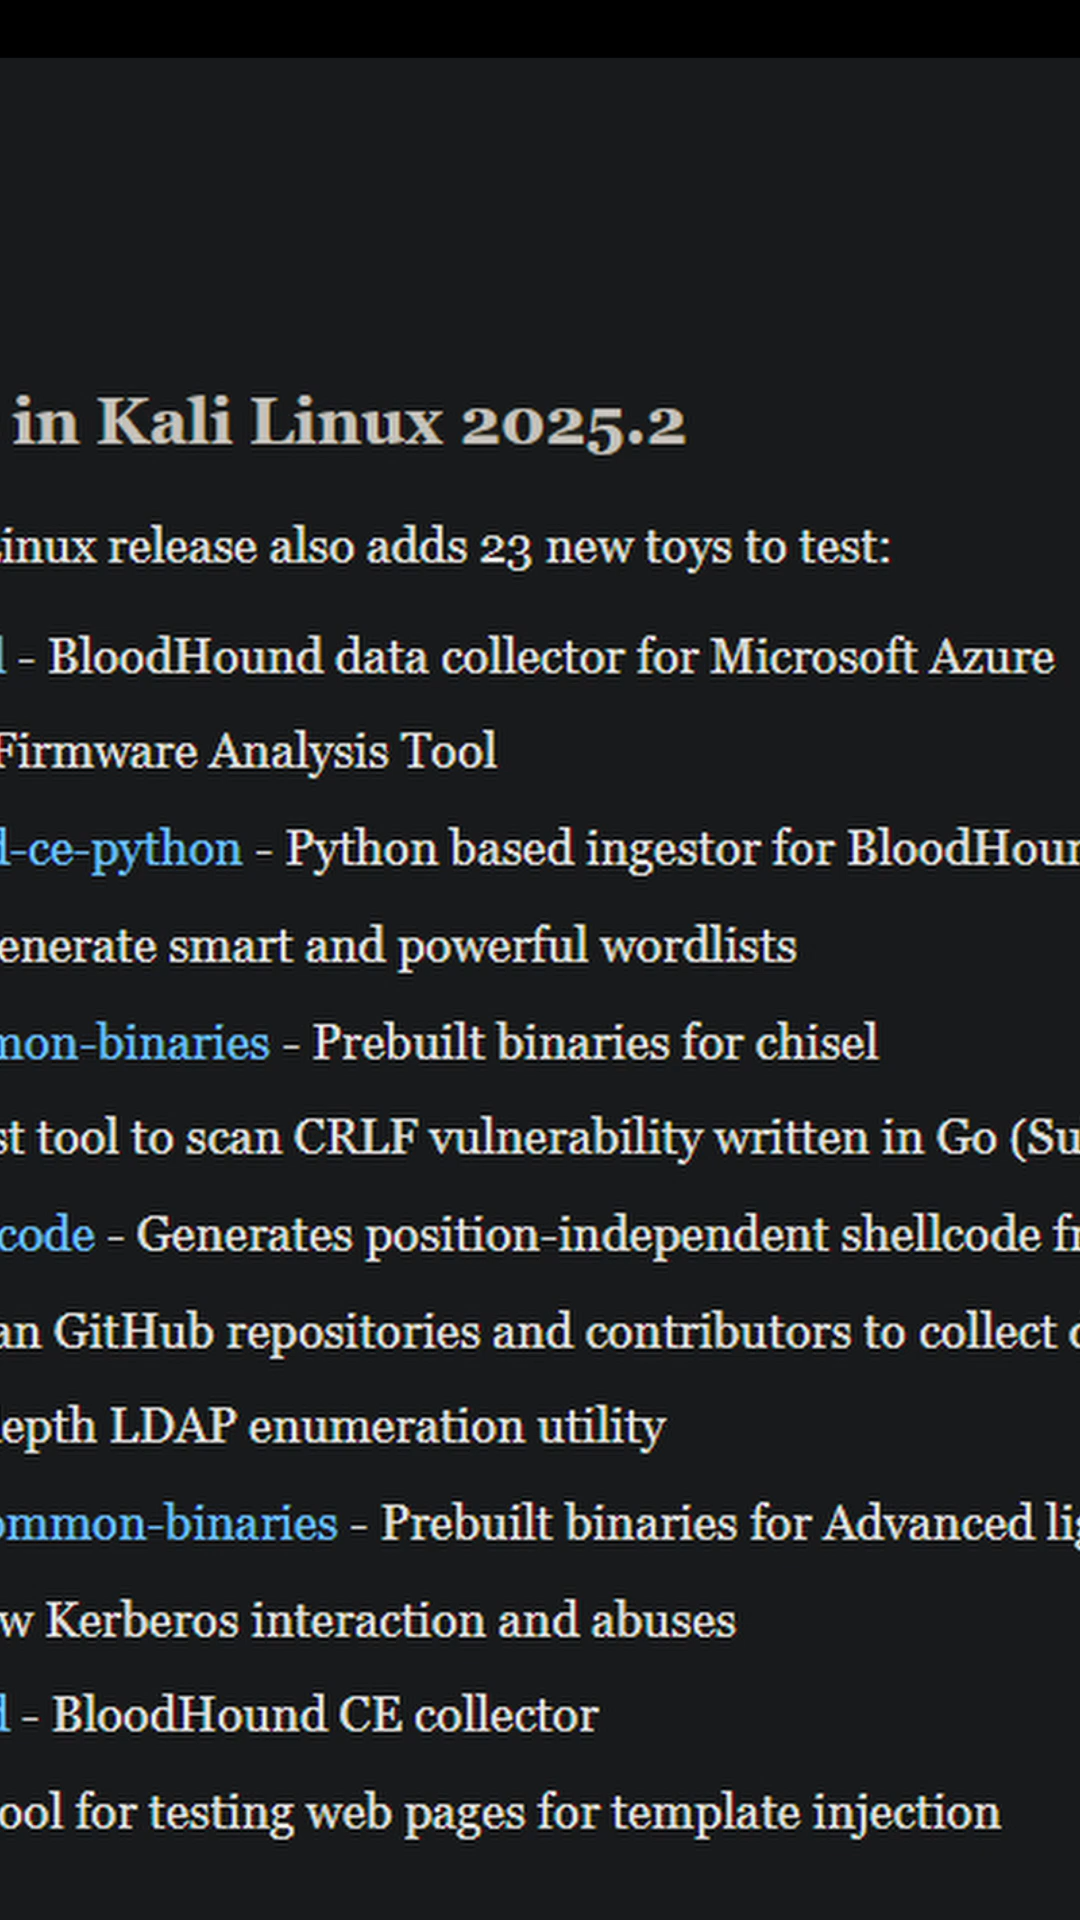 in Kali Linux 2025.2
inux release also adds 23 new toys to test:
- BloodHound data collector for Microsoft Azure
Firmware Analysis Tool
d-ce-python - Python based ingestor for BloodHoun
enerate smart and powerful wordlists
mon-binaries - Prebuilt binaries for chisel
st tool to scan CRLF vulnerability written in Go (Su
code - Generates position-independent shellcode fr
an GitHub repositories and contributors to collect
depth LDAP enumeration utility
ommon-binaries - Prebuilt binaries for Advanced lig
w Kerberos interaction and abuses
d - BloodHound CE collector
ool for testing web pages for template injection